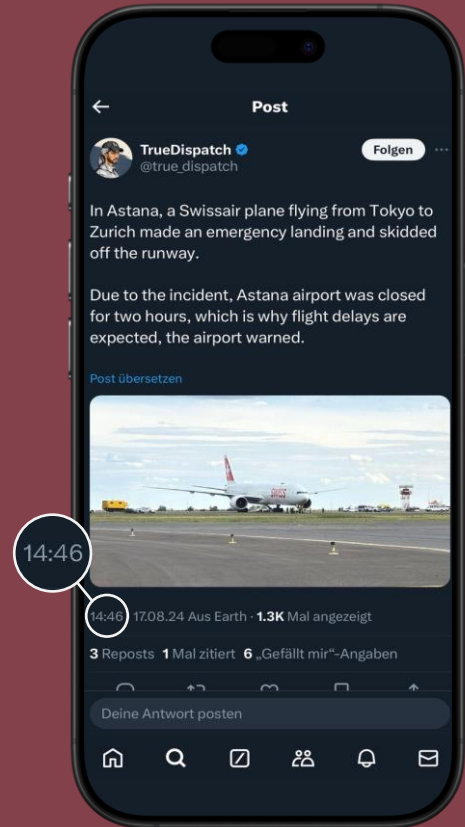 Post
TrueDispatch
@true_dispatch
Folgen
In Astana, a Swissair plane flying from Tokyo to
Zurich made an emergency landing and skidded
off the runway.
Due to the incident, Astana airport was closed
for two hours, which is why flight delays are
expected, the airport warned.
Post übersetzen
SWISS
14:46
14:46 · 17.08.24 Aus Earth · 1.3K Mal angezeigt
3 Reposts 1 Mal zitiert 6 „Gefällt mir“-Angaben
Deine Antwort posten